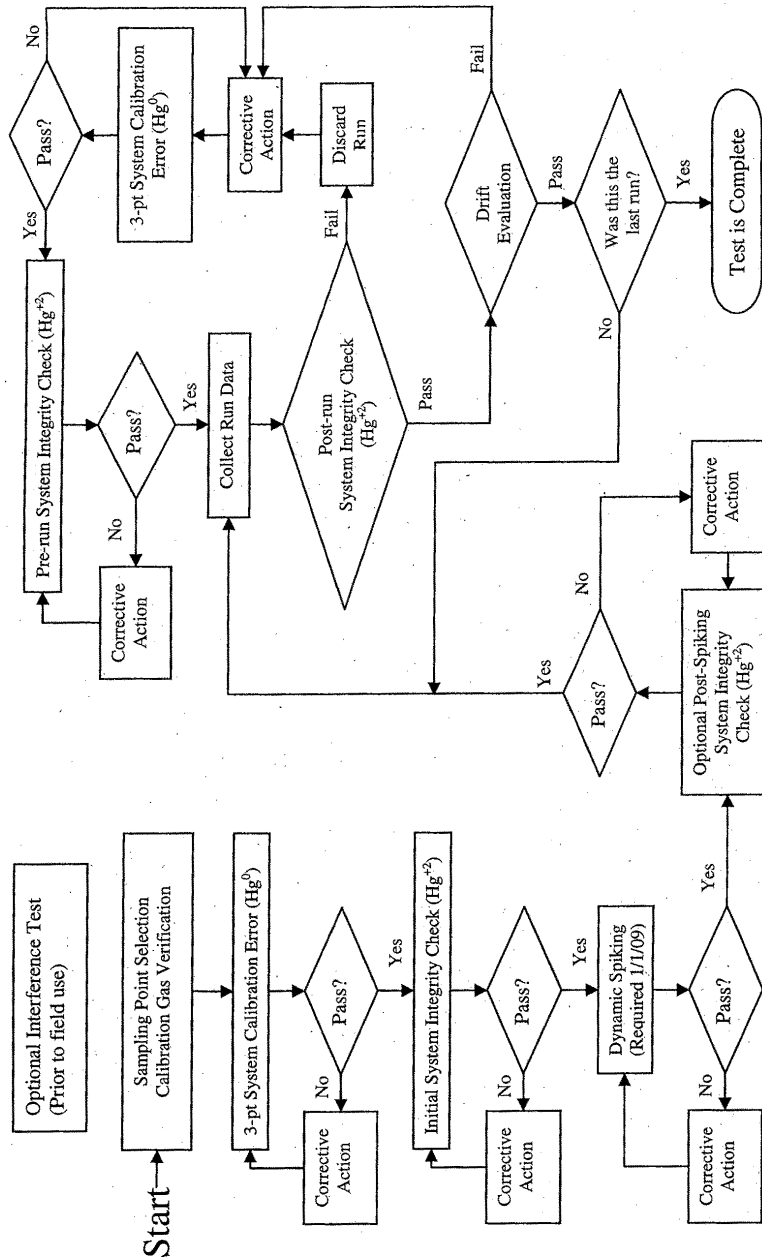 Optional Interference Test
(Prior to field use)
Start
Sampling Point Selection
Calibration Gas Verification
3-pt System Calibration Error (Hg⁰)
Pass?
No
Corrective
Action
Yes
Initial System Integrity Check (Hg⁺²)
Pass?
No
Corrective
Action
Yes
Dynamic Spiking
(Required 1/1/09)
Pass?
No
Corrective
Action
Yes
Optional Post-Spiking
System Integrity
Check (Hg⁺²)
Pass?
No
Corrective
Action
Yes
Pre-run System Integrity Check (Hg⁺²)
Pass?
No
Corrective
Action
Yes
Collect Run Data
Post-run
System Integrity Check
(Hg⁺²)
Fail
Discard
Run
Corrective
Action
3-pt System Calibration
Error (Hg⁰)
Pass?
No
Yes
Pass
Drift
Evaluation
Fail
Pass
Was this the
last run?
No
Yes
Test is Complete